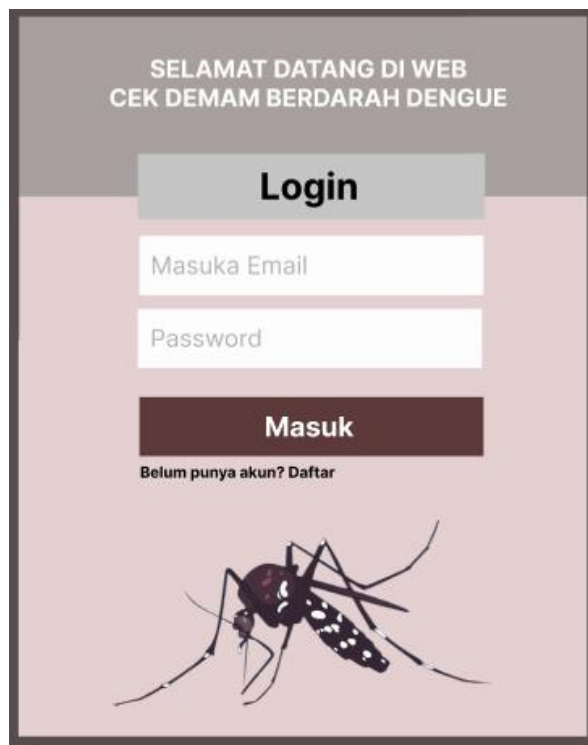 SELAMAT DATANG DI WEB
CEK DEMAM BERDARAH DENGUE
Login
Masuka Email
Password
Masuk
Belum punya akun? Daftar